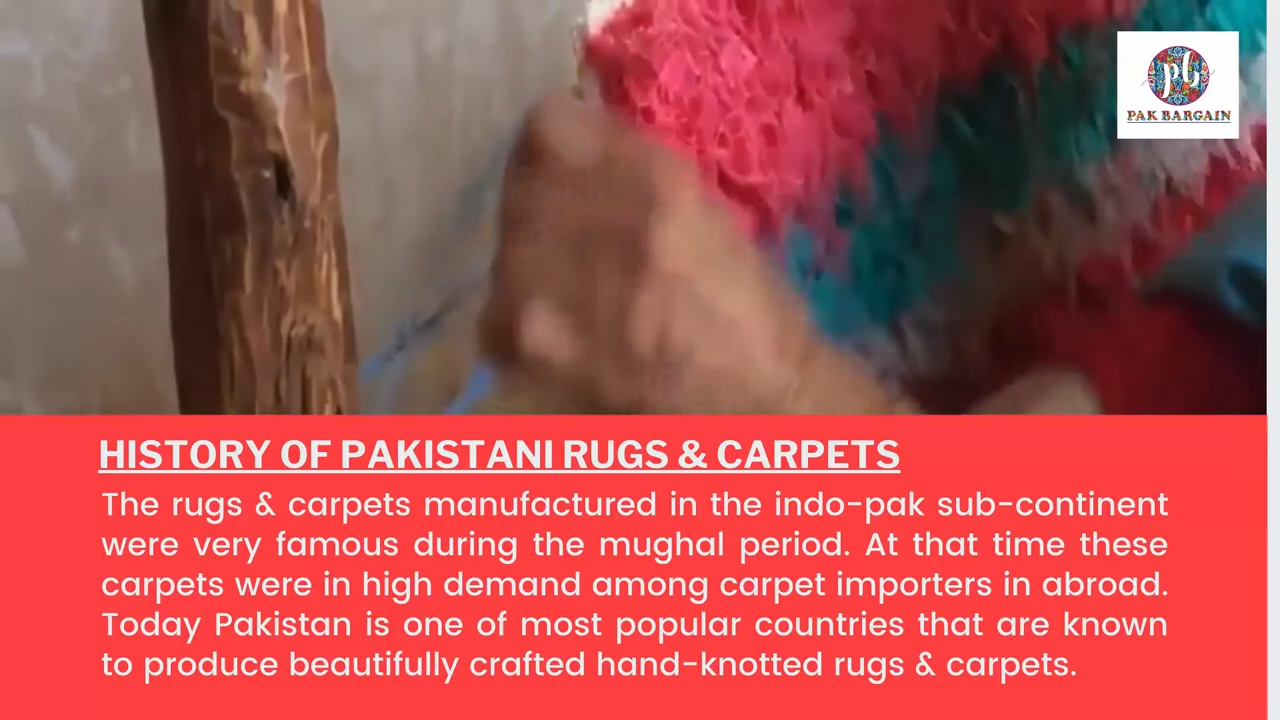 pb
PAK BARGAIN
HISTORY OF PAKISTANI RUGS & CARPETS
The rugs & carpets manufactured in the indo-pak sub-continent
were very famous during the mughal period. At that time these
carpets were in high demand among carpet importers in abroad.
Today Pakistan is one of most popular countries that are known
to produce beautifully crafted hand-knotted rugs & carpets.